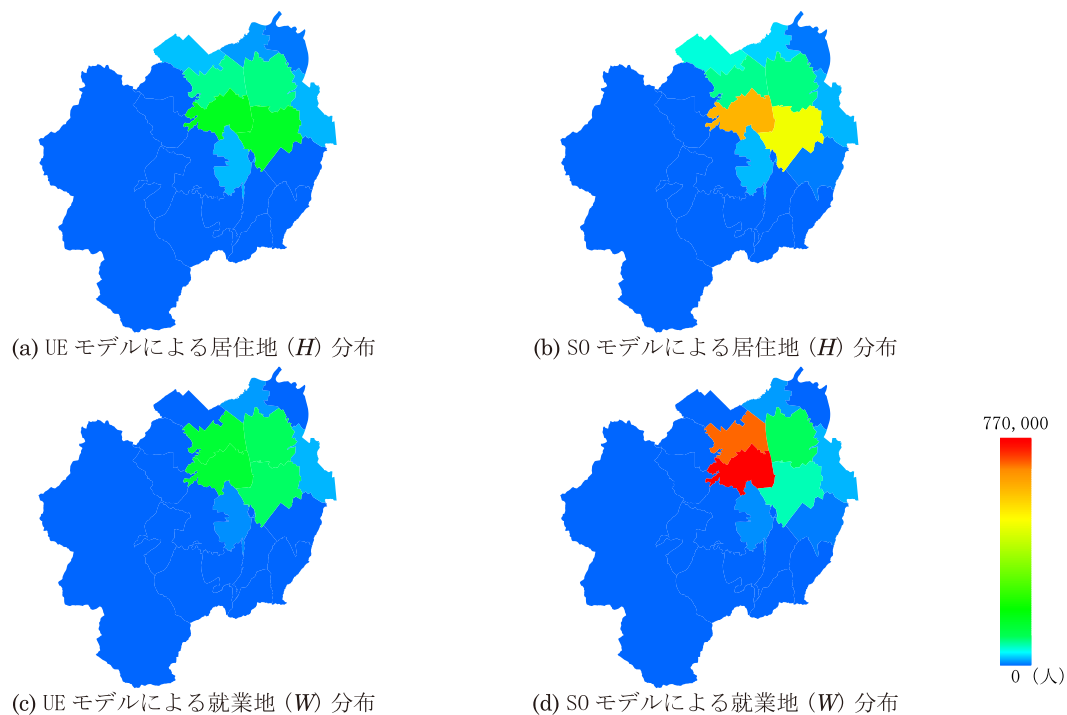 (a) UE モデルによる居住地（H）分布
(b) SO モデルによる居住地（H）分布
770,000
0（人）
(c) UE モデルによる就業地（W）分布
(d) SO モデルによる就業地（W）分布